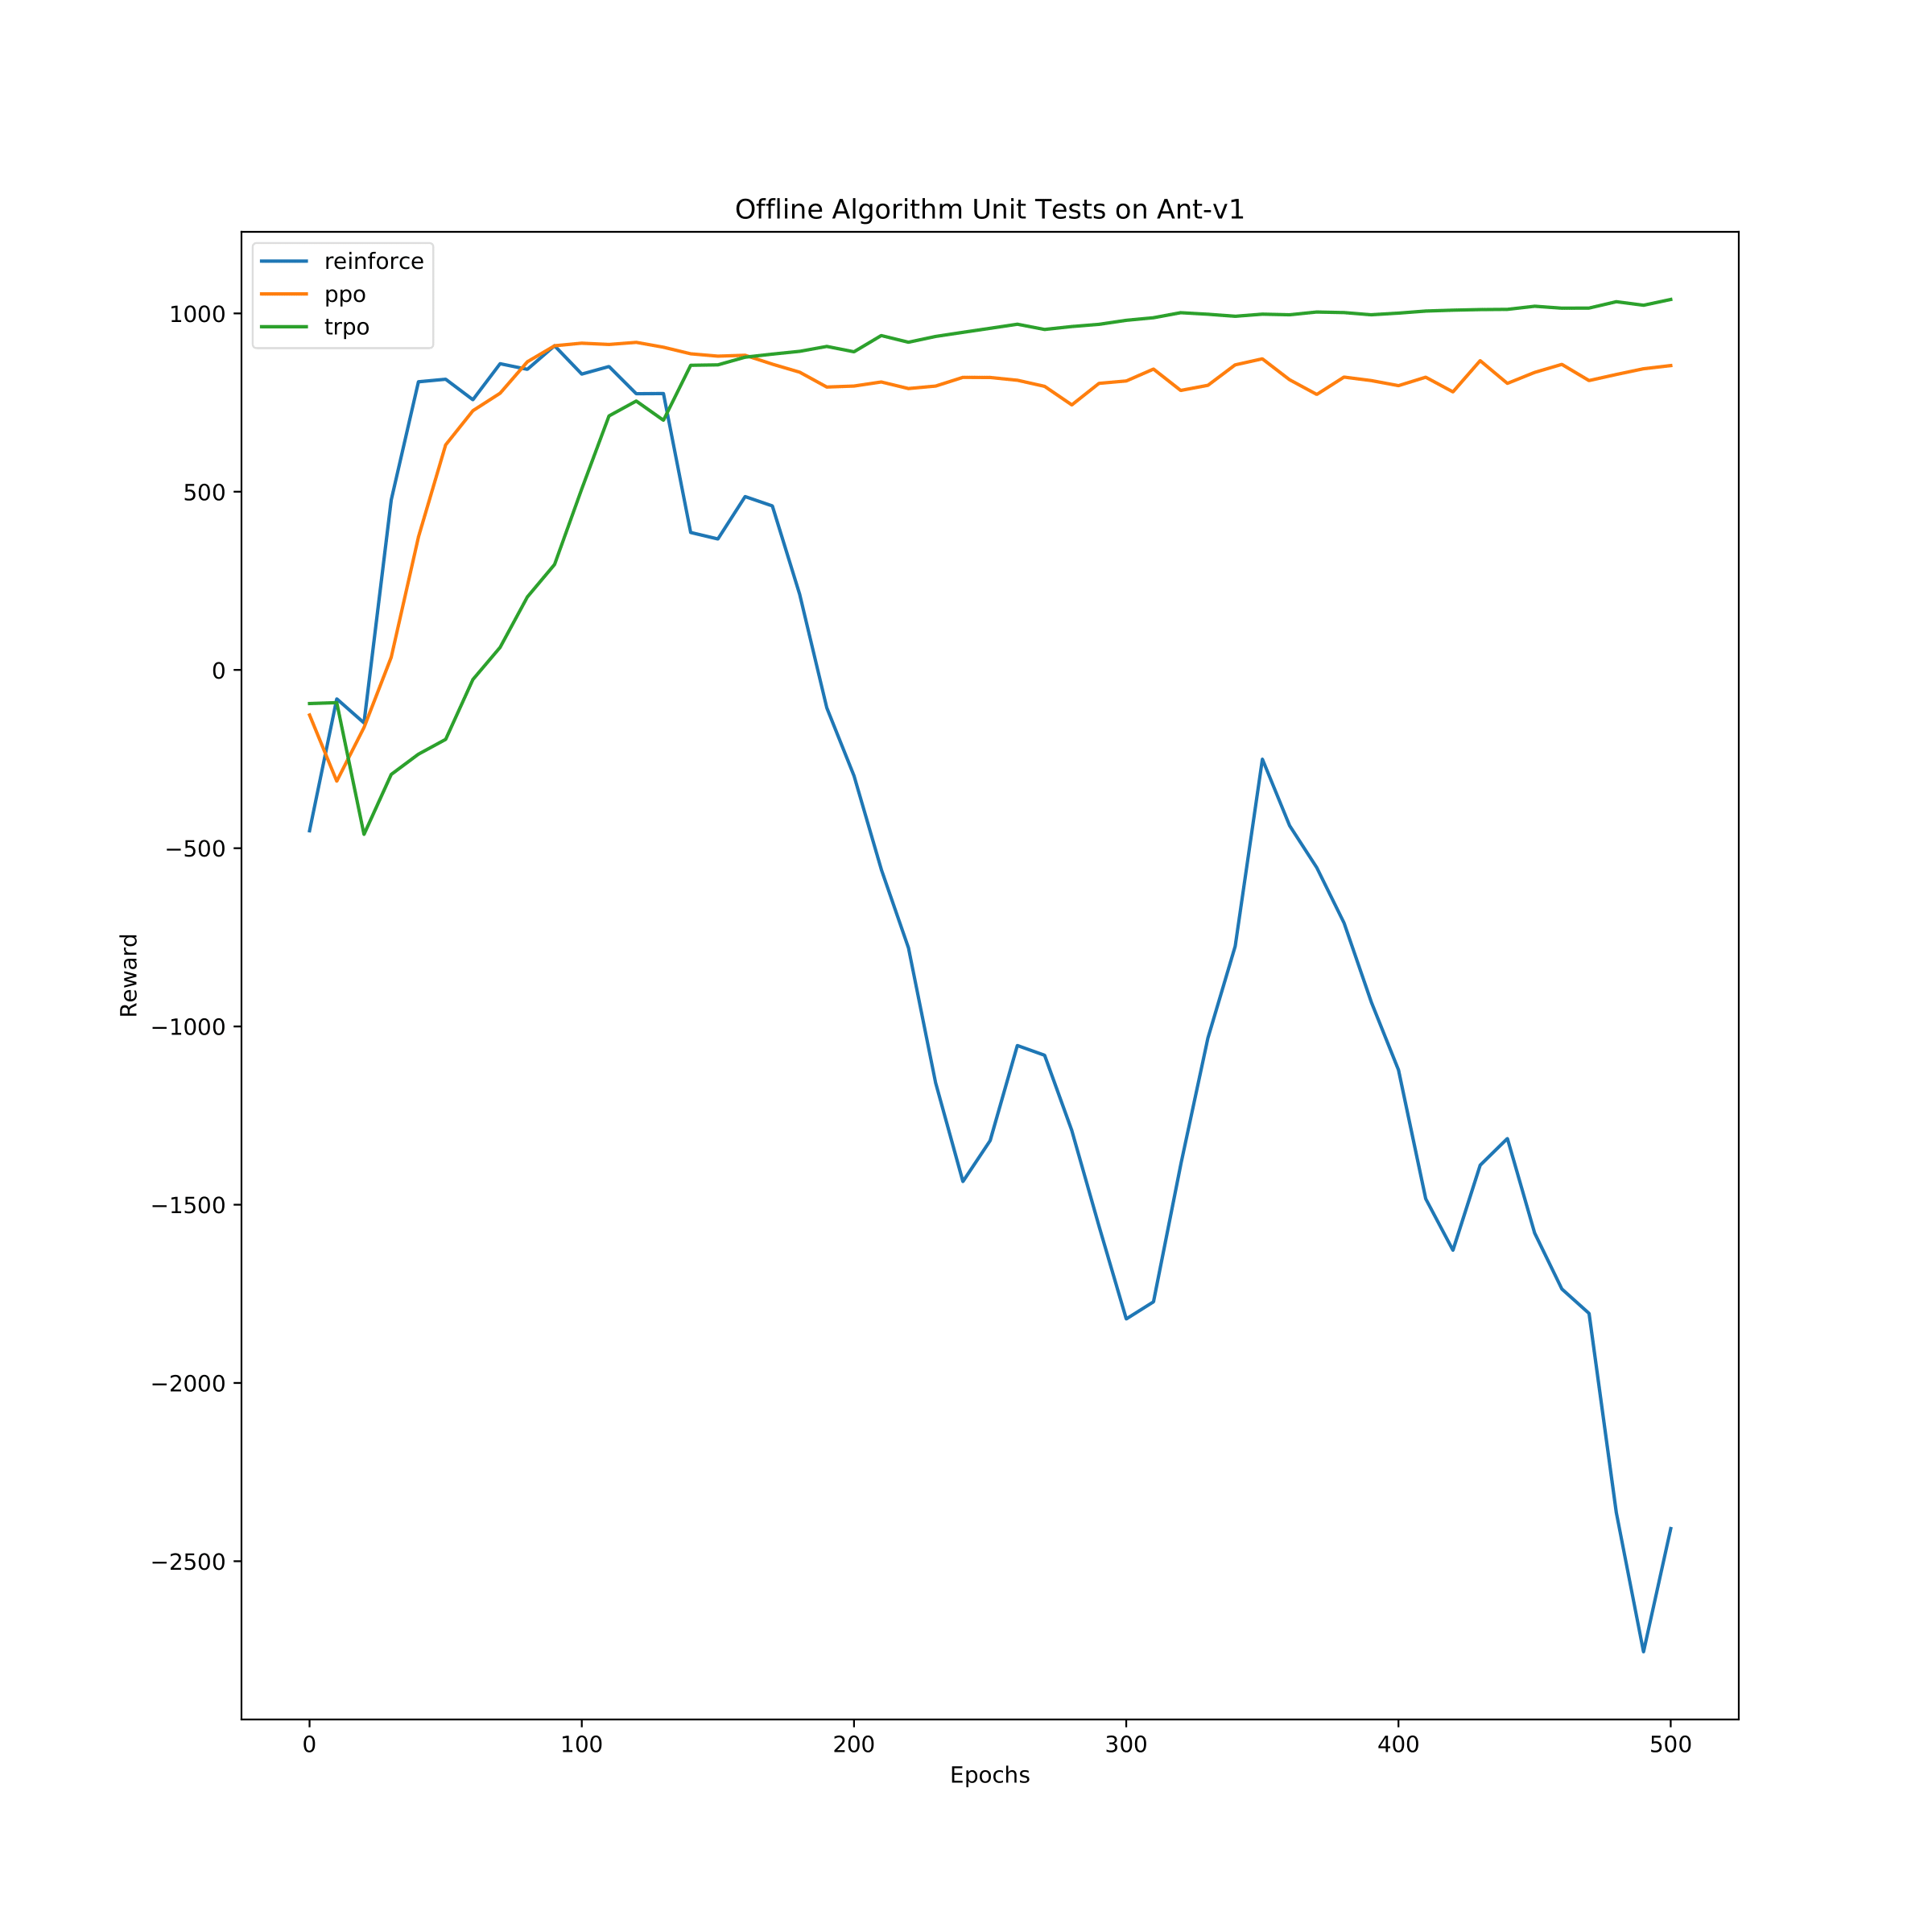 Offline Algorithm Unit Tests on Ant-v1
reinforce
ppo
trpo
1000
500
0
−500
−1000
−1500
−2000
−2500
Reward
0 100 200 300 400 500
Epochs